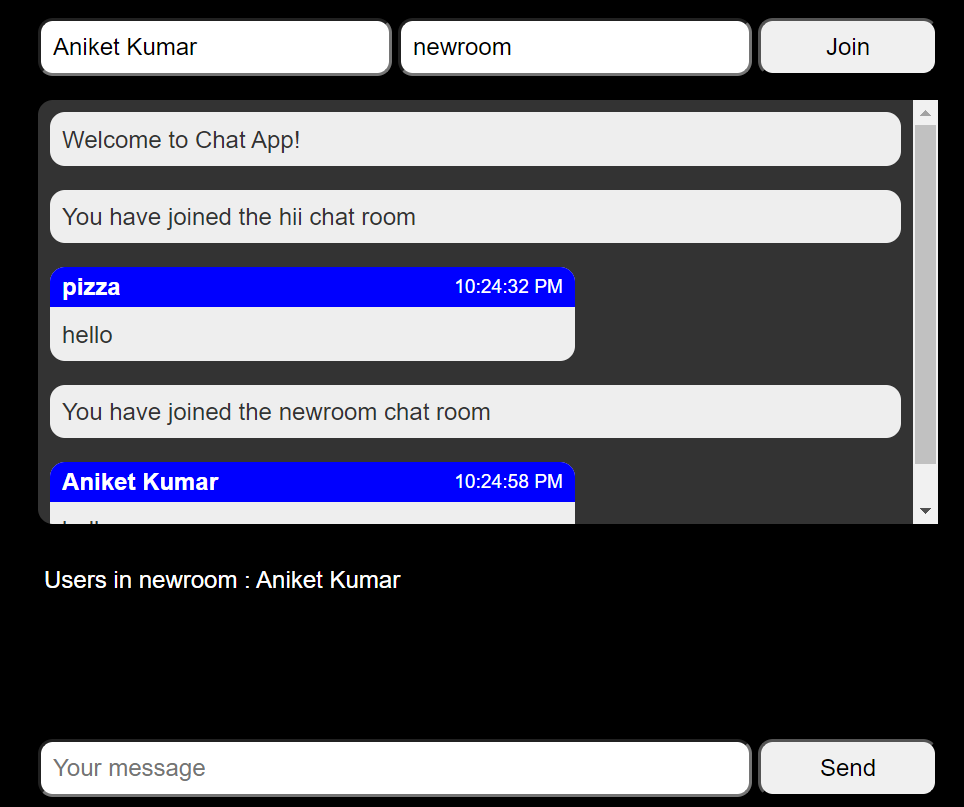 Aniket Kumar newroom Join
Welcome to Chat App!
You have joined the hii chat room
pizza 10:24:32 PM
hello
You have joined the newroom chat room
Aniket Kumar 10:24:58 PM
Users in newroom : Aniket Kumar
Your message Send